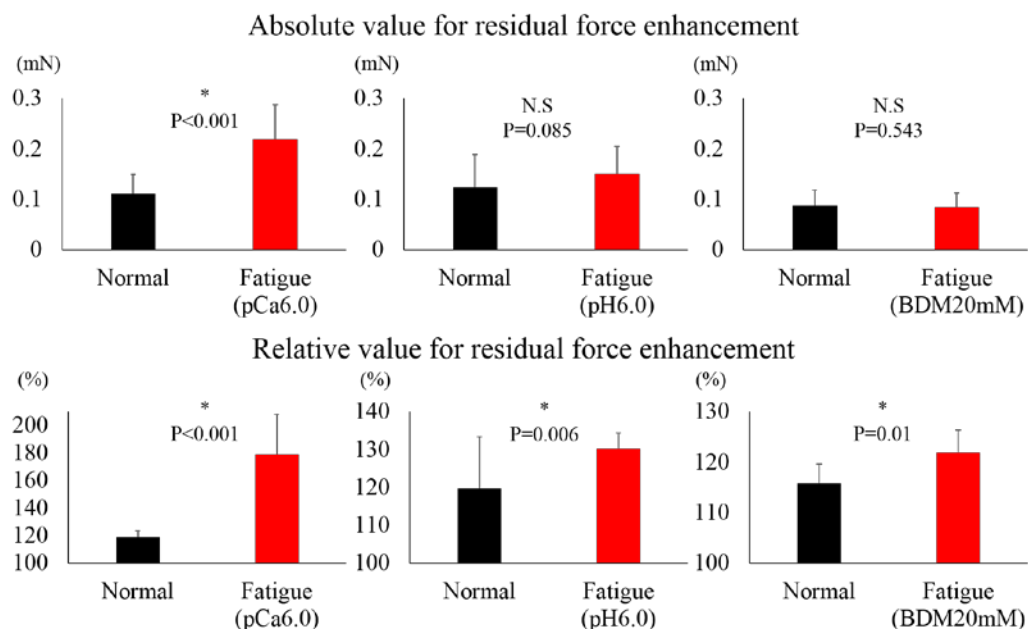 Absolute value for residual force enhancement
(mN)
0.3
0.2
0.1
0
*
P<0.001
Normal
Fatigue
(pCa6.0)
(mN)
0.3
0.2
0.1
0
N.S
P=0.085
Normal
Fatigue
(pH6.0)
(mN)
0.3
0.2
0.1
0
N.S
P=0.543
Normal
Fatigue
(BDM20mM)
Relative value for residual force enhancement
(%)
200
180
160
140
120
100
*
P<0.001
Normal
Fatigue
(pCa6.0)
(%)
140
130
120
110
100
*
P=0.006
Normal
Fatigue
(pH6.0)
(%)
130
120
110
100
*
P=0.01
Normal
Fatigue
(BDM20mM)